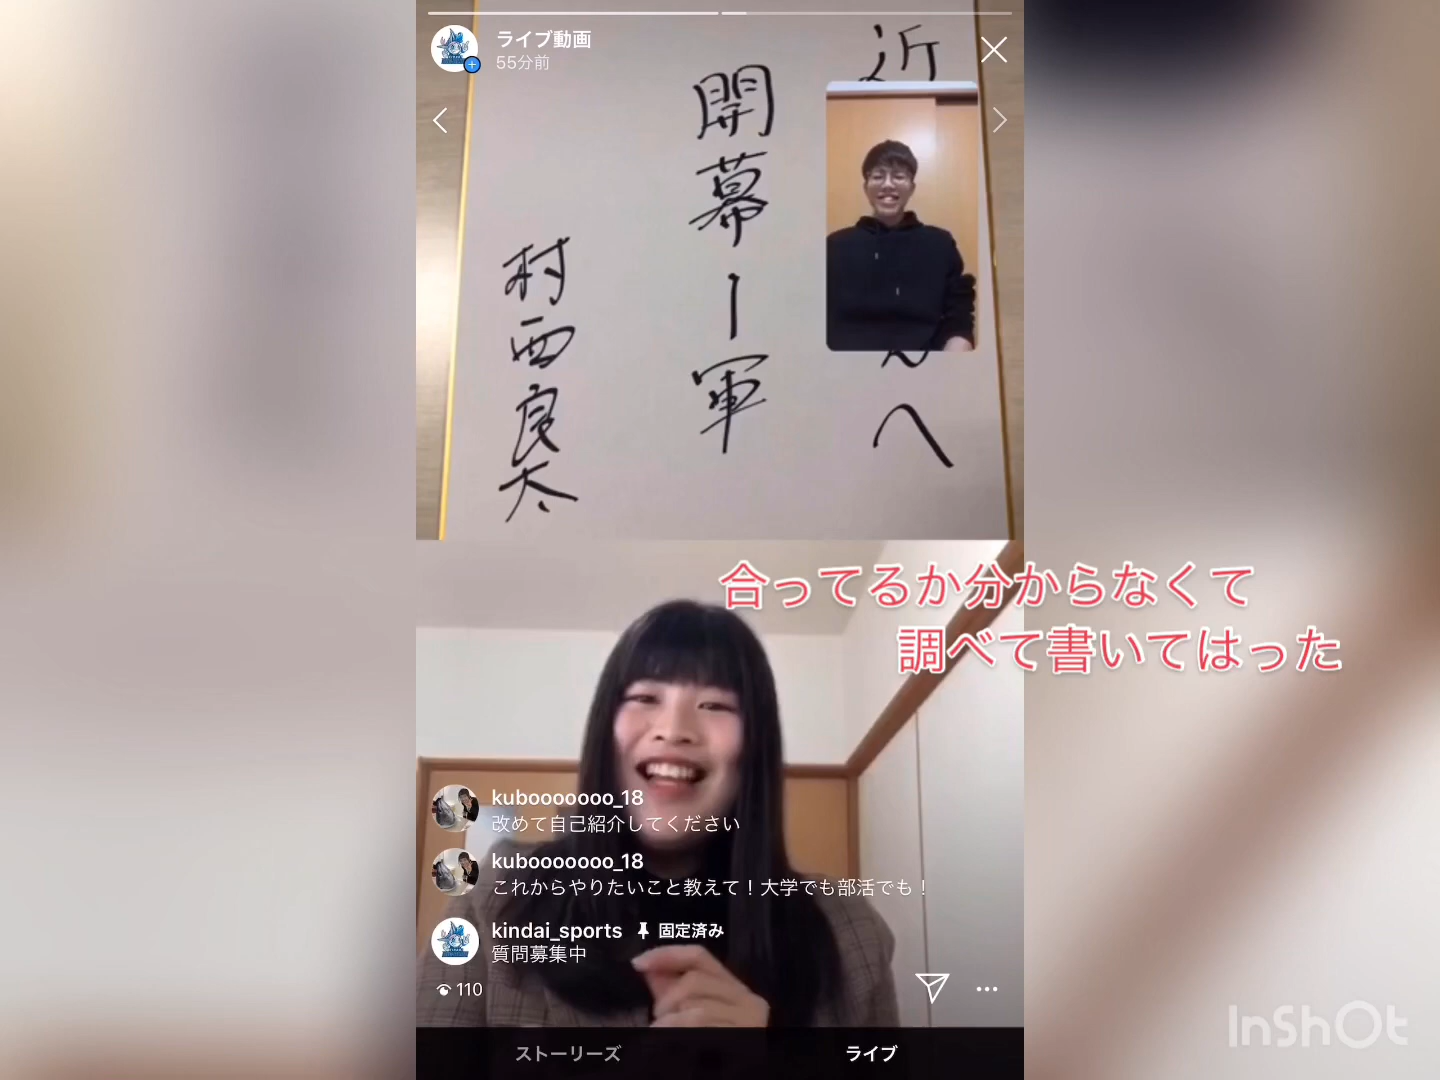 ライブ動画
55分前
近
へ
開幕一軍
村西良太
合ってるか分からなくて
調べて書いてはった
kubooooooo_18
改めて自己紹介してください
kubooooooo_18
これからやりたいこと教えて！大学でも部活でも！
kindai_sports 固定済み
質問募集中
110
ストーリーズ
ライブ
InShOt